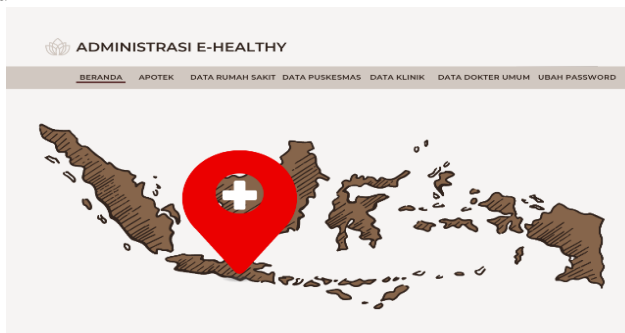 ADMINISTRASI E-HEALTHY
BERANDA APOTEK DATA RUMAH SAKIT DATA PUSKESMAS DATA KLINIK DATA DOKTER UMUM UBAH PASSWORD